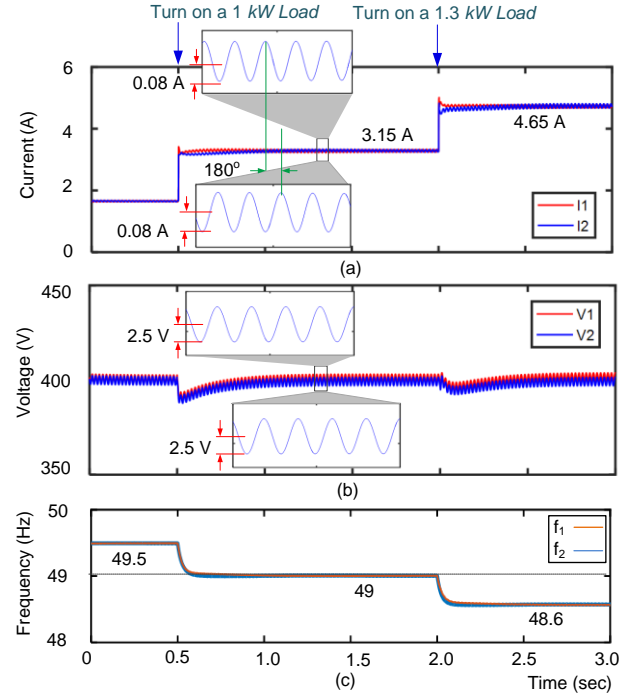 Turn on a 1 kW Load
Turn on a 1.3 kW Load
6
4
2
0
Current (A)
0.08 A
180°
0.08 A
3.15 A
4.65 A
I1
I2
(a)
450
400
350
Voltage (V)
2.5 V
2.5 V
V1
V2
(b)
50
49
48
Frequency (Hz)
49.5
49
48.6
f1
f2
0
0.5
1.0
1.5
2.0
2.5
3.0
(c)
Time (sec)